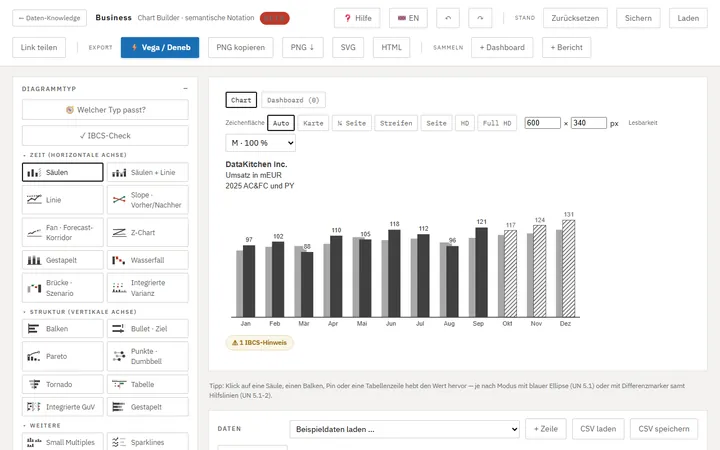 ← Daten-Knowledge
Business Chart Builder · semantische Notation
❓ Hilfe
🇬🇧 EN
↶
↷
STAND
Zurücksetzen
Sichern
Laden
Link teilen
EXPORT
Vega / Deneb
PNG kopieren
PNG ↓
SVG
HTML
SAMMELN
+ Dashboard
+ Bericht
DIAGRAMMTYP
−
Welcher Typ passt?
✓ IBCS-Check
ZEIT (HORIZONTALE ACHSE)
Säulen
Säulen + Linie
Linie
Slope · Vorher/Nachher
Fan · Forecast-Korridor
Z-Chart
Gestapelt
Wasserfall
Brücke · Szenario
Integrierte Varianz
STRUKTUR (VERTIKALE ACHSE)
Balken
Bullet · Ziel
Pareto
Punkte · Dumbbell
Tornado
Tabelle
Integrierte GuV
Gestapelt
WEITERE
Small Multiples
Sparklines
Chart
Dashboard (0)
Zeichenfläche
Auto
Karte
¼ Seite
Streifen
Seite
HD
Full HD
600 × 340 px
Lesbarkeit
M · 100 %
DataKitchen Inc.
Umsatz in mEUR
2025 AC&FC und PY
97 102 88 110 105 118 112 96 121 117 124 131
Jan Feb Mär Apr Mai Jun Jul Aug Sep Okt Nov Dez
⚠ 1 IBCS-Hinweis
Tipp: Klick auf eine Säule, einen Balken, Pin oder eine Tabellenzeile hebt den Wert hervor — je nach Modus mit blauer Ellipse (UN 5.1) oder mit Differenzmarker samt
Hilfslinien (UN 5.1-2).
DATEN
Beispieldaten laden …
+ Zeile
CSV laden
CSV speichern